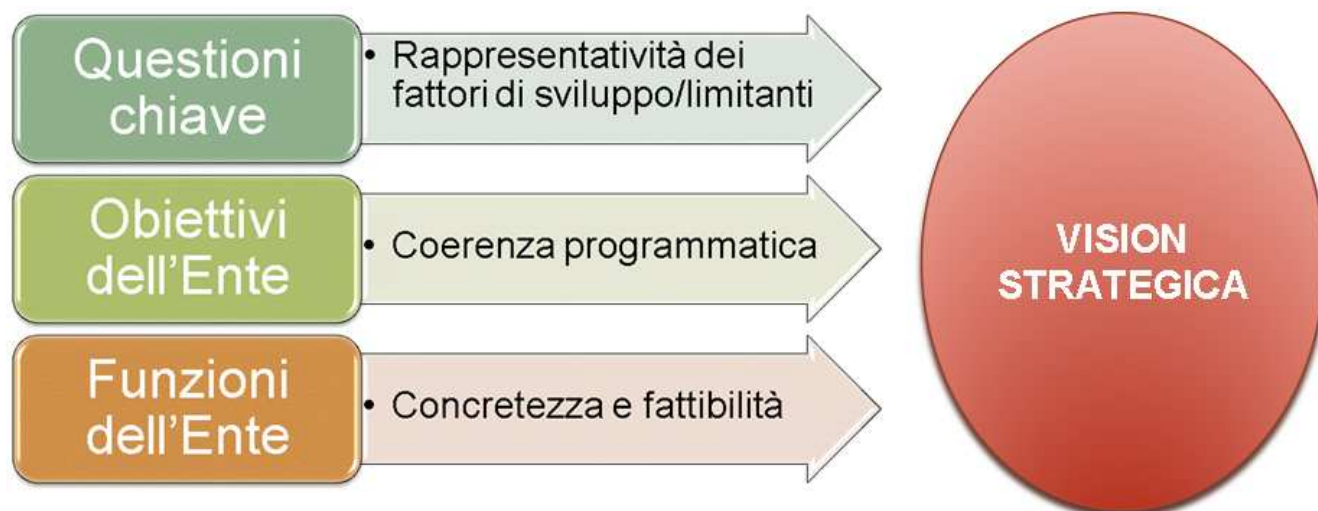 Questioni
chiave
• Rappresentatività dei
fattori di sviluppo/limitanti
Obiettivi
dell'Ente
• Coerenza programmatica
Funzioni
dell'Ente
• Concretezza e fattibilità
VISION
STRATEGICA